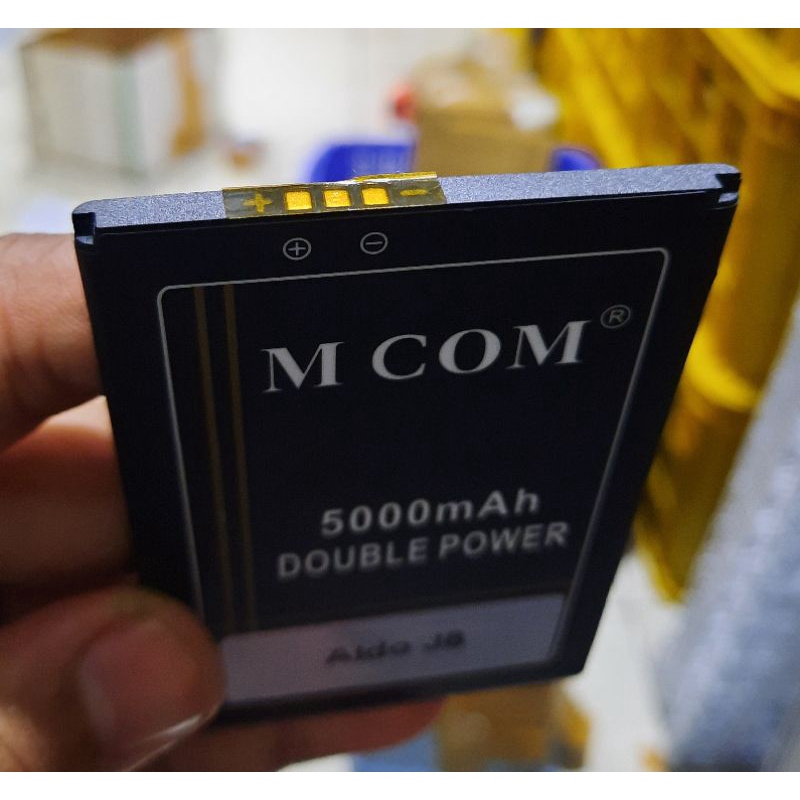 + -
⊕ ⊖
M COM ®
5000mAh
DOUBLE POWER
Aldo J8